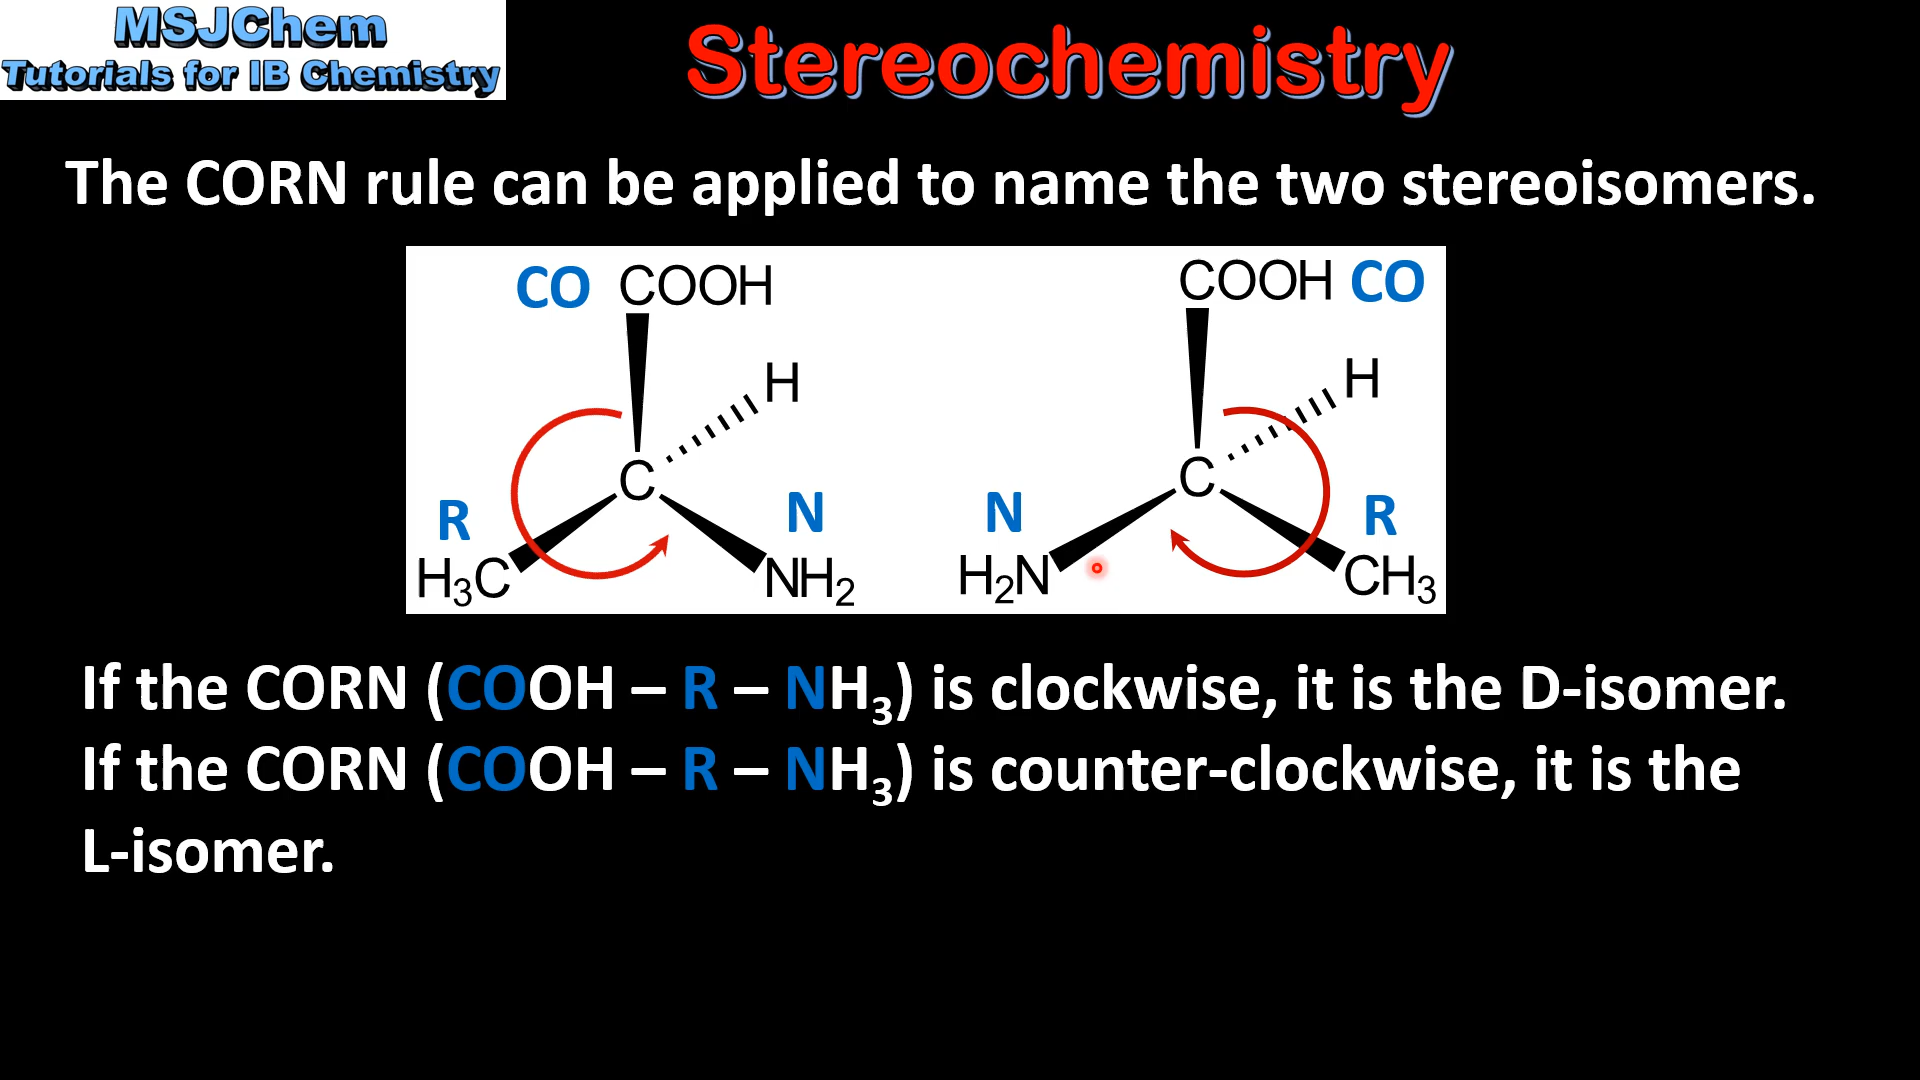 MSJChem
Tutorials for IB Chemistry
Stereochemistry
The CORN rule can be applied to name the two stereoisomers.
CO COOH
H
C
R
N
H3C
NH2
COOH CO
H
C
N
R
H2N
CH3
If the CORN (COOH – R – NH3) is clockwise, it is the D-isomer.
If the CORN (COOH – R – NH3) is counter-clockwise, it is the
L-isomer.